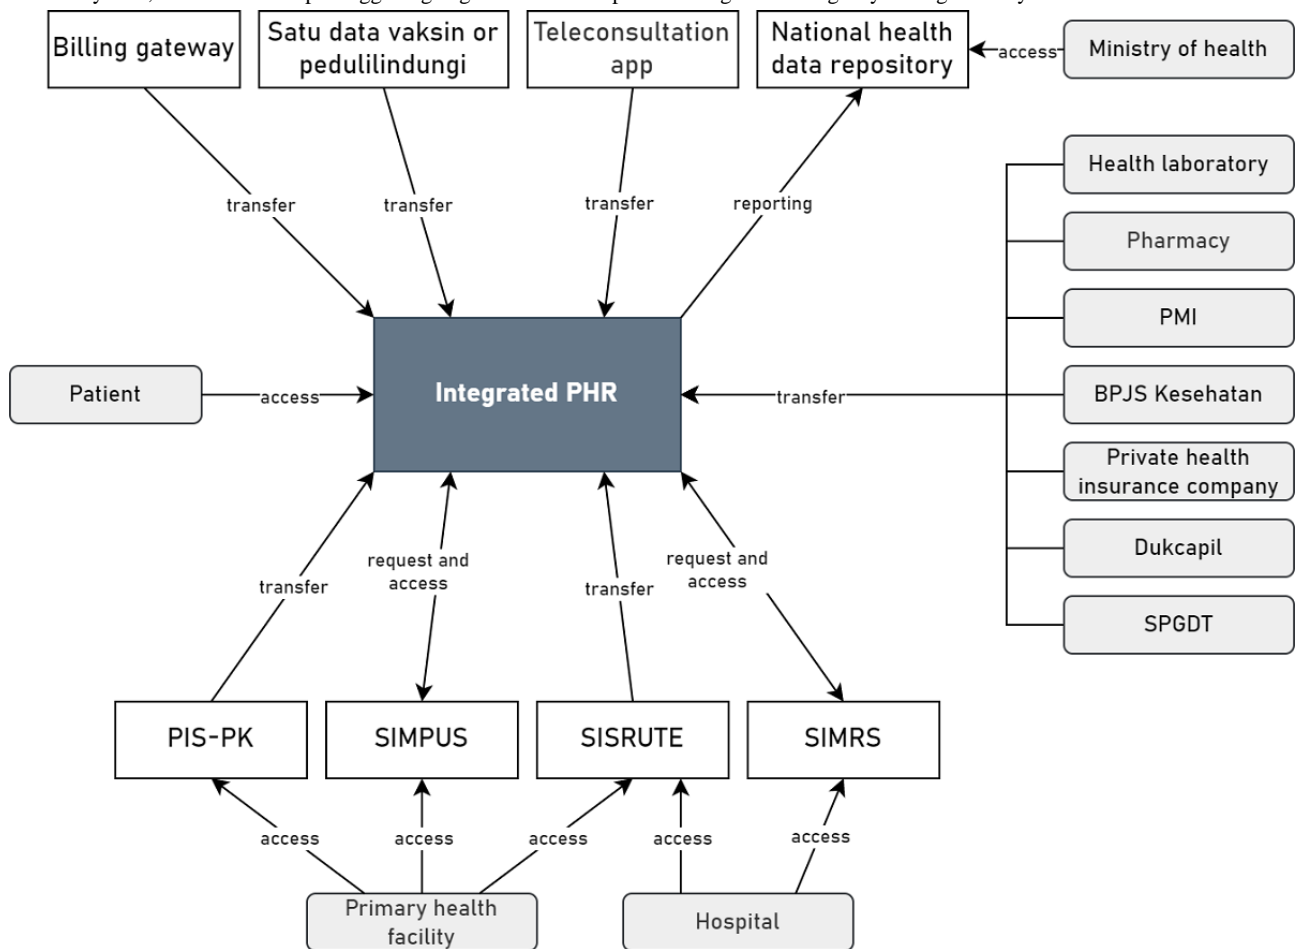 Billing gateway
Satu data vaksin or
pedulilindungi
Teleconsultation
app
National health
data repository
access
Ministry of health
Health laboratory
transfer
transfer
transfer
reporting
Pharmacy
PMI
Patient
access
Integrated PHR
transfer
BPJS Kesehatan
Private health
insurance company
request and
access
request and
access
transfer
transfer
Dukcapil
SPGDT
PIS-PK
SIMPUS
SISRUTE
SIMRS
access
access
access
access
access
Primary health
facility
Hospital